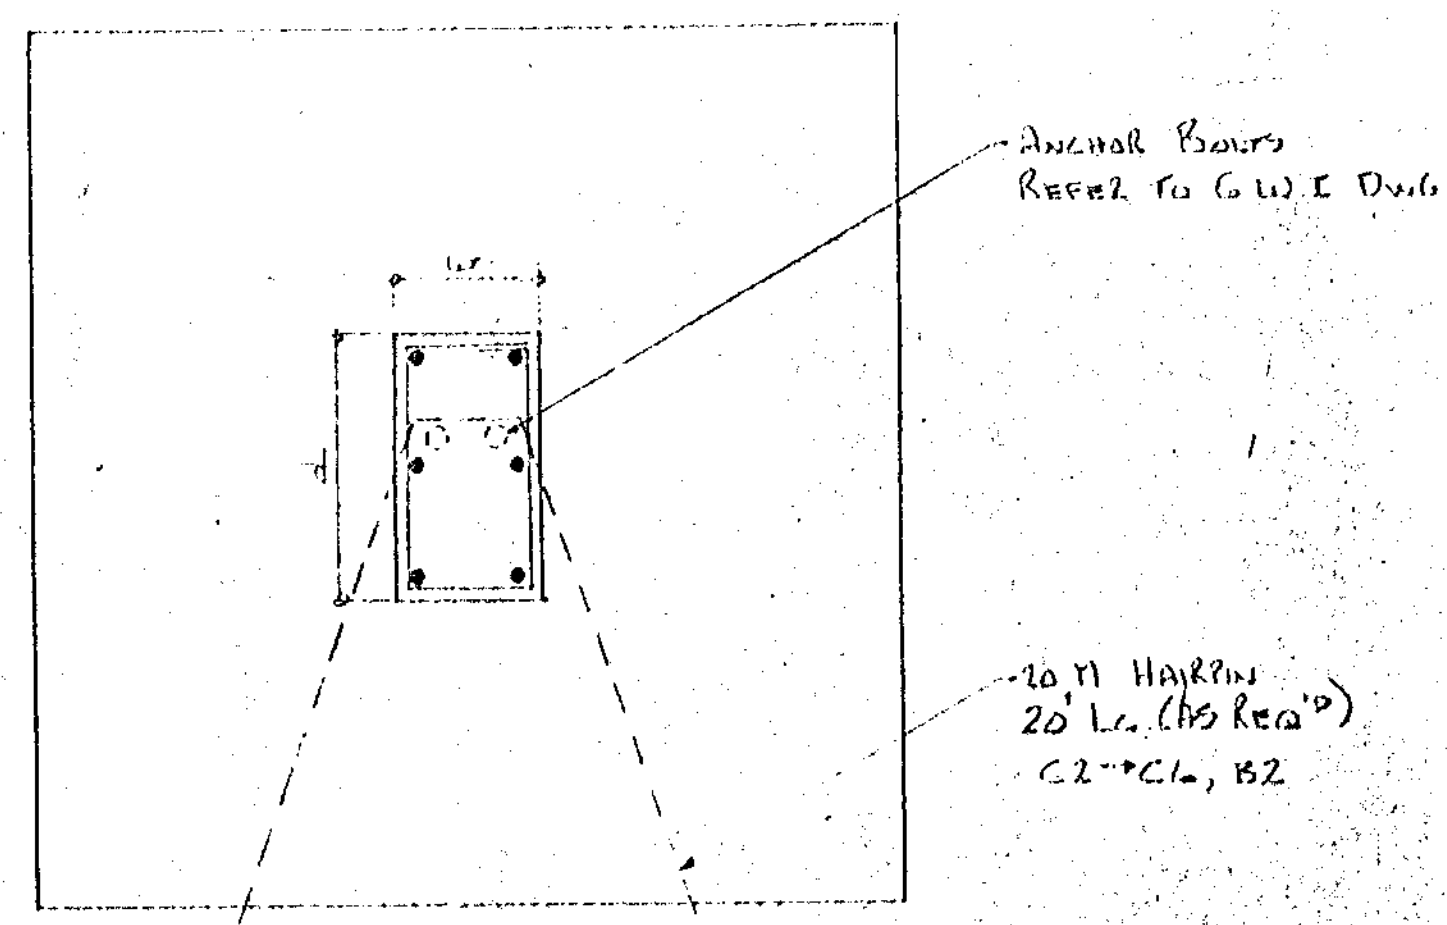 ANCHOR BOLTS
REFER TO G W I DWG
d
20 M HAIRPIN
20' LG. (AS REQ'D)
C2 → C6, B2